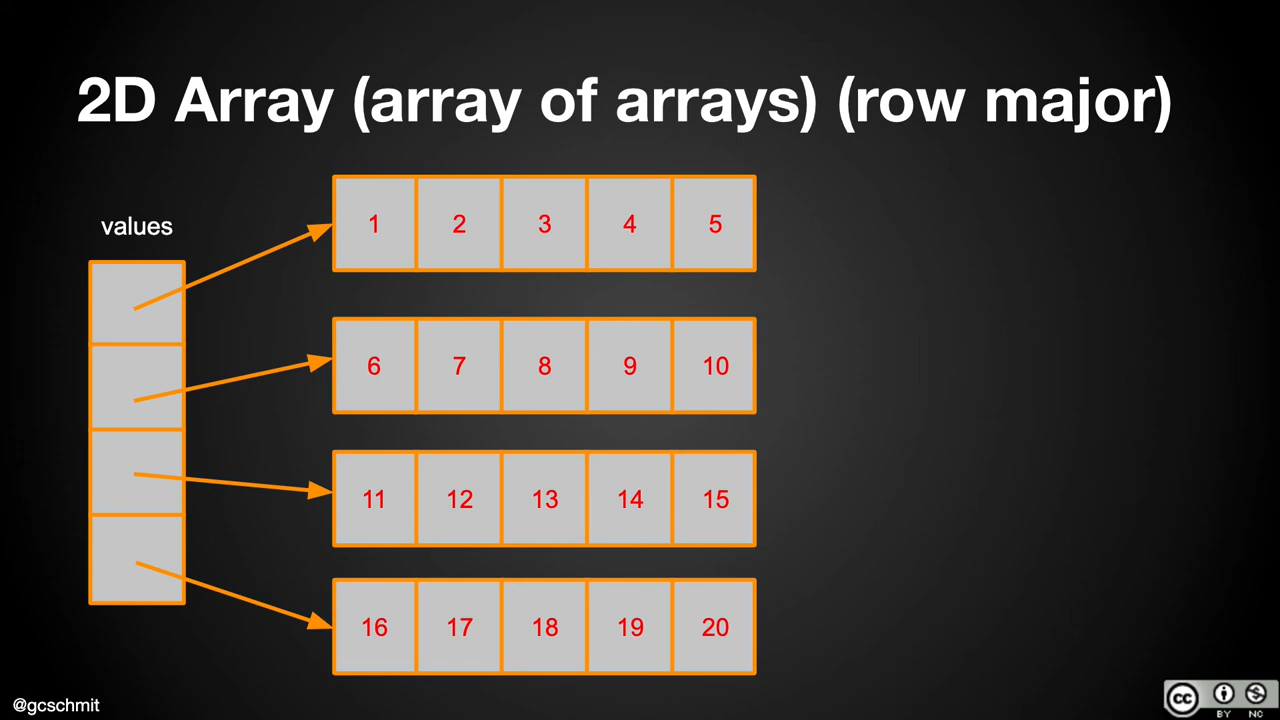 2D Array (array of arrays) (row major)
values
1 2 3 4 5
6 7 8 9 10
11 12 13 14 15
16 17 18 19 20
@gcschmit
cc
BY NC